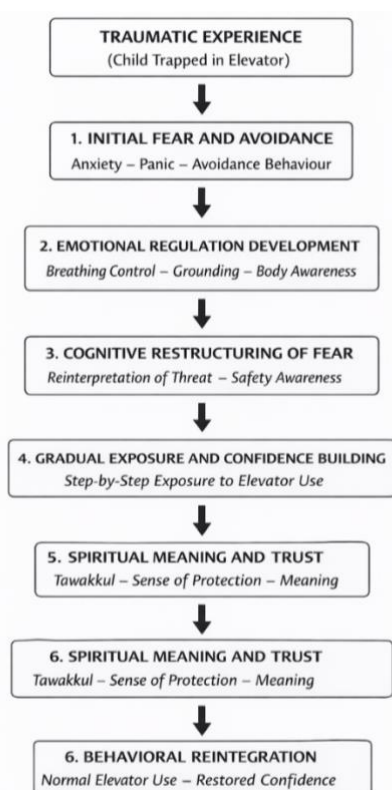 TRAUMATIC EXPERIENCE
(Child Trapped in Elevator)
1. INITIAL FEAR AND AVOIDANCE
Anxiety – Panic – Avoidance Behaviour
2. EMOTIONAL REGULATION DEVELOPMENT
Breathing Control – Grounding – Body Awareness
3. COGNITIVE RESTRUCTURING OF FEAR
Reinterpretation of Threat – Safety Awareness
4. GRADUAL EXPOSURE AND CONFIDENCE BUILDING
Step-by-Step Exposure to Elevator Use
5. SPIRITUAL MEANING AND TRUST
Tawakkul – Sense of Protection – Meaning
6. SPIRITUAL MEANING AND TRUST
Tawakkul – Sense of Protection – Meaning
6. BEHAVIORAL REINTEGRATION
Normal Elevator Use – Restored Confidence